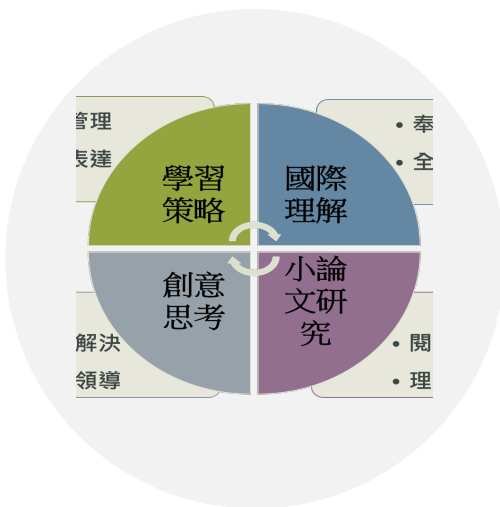 管理
表達
學習
策略
國際
理解
• 奉
• 全
創意
思考
小論
文研
究
解決
領導
• 閱
• 理